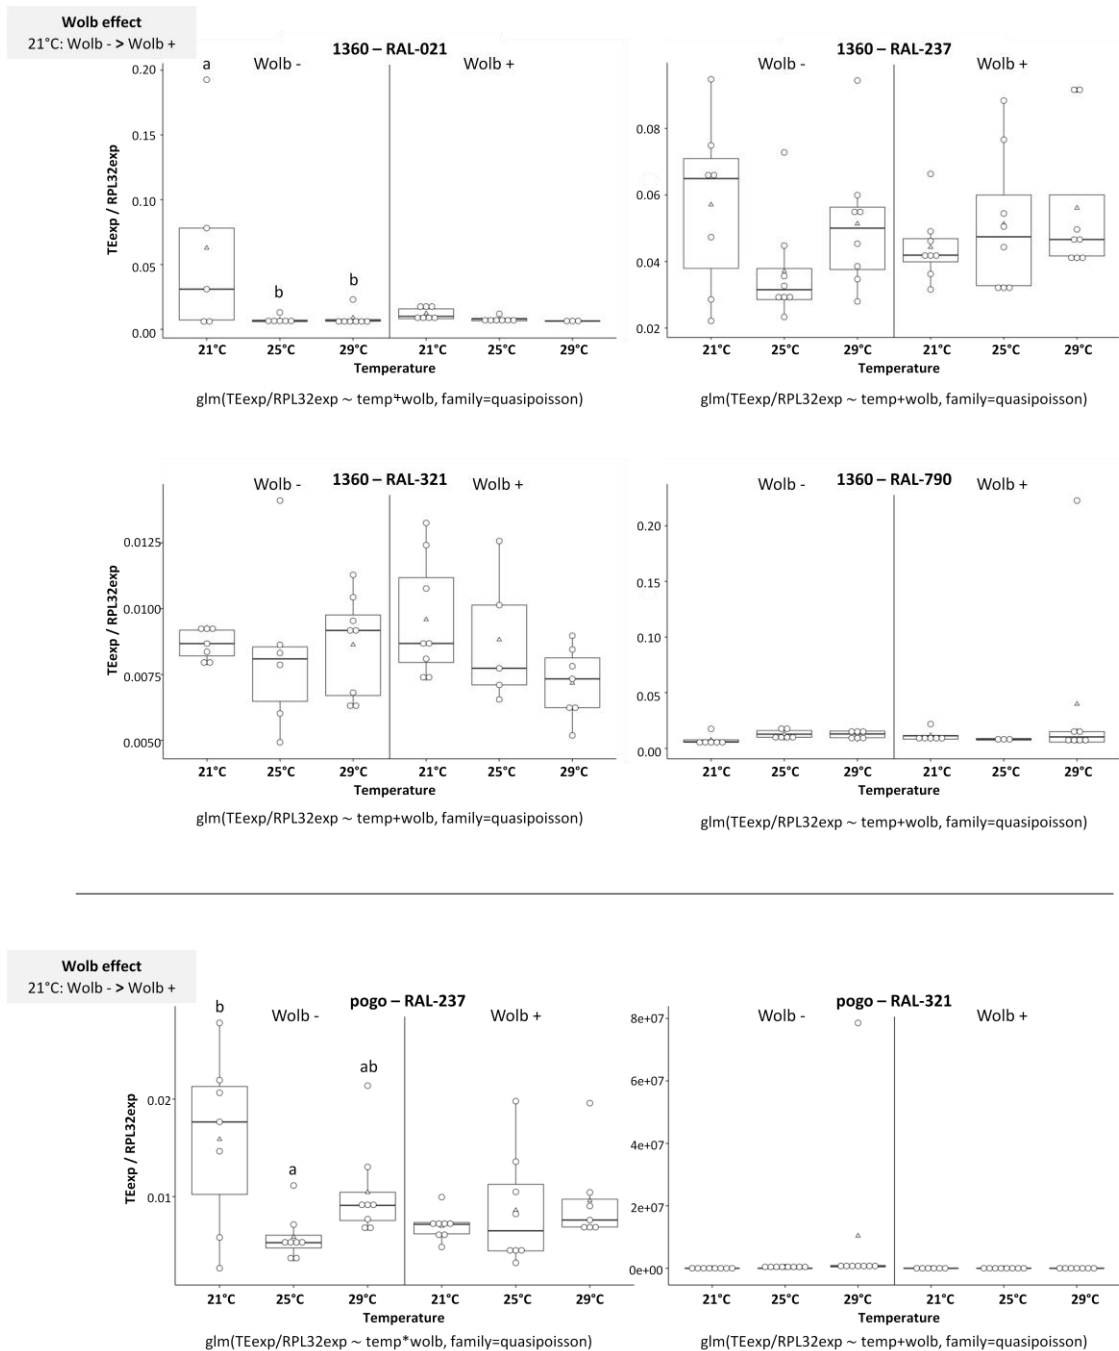 Wolb effect
21°C: Wolb - > Wolb +
1360 – RAL-021
Wolb -
Wolb +
TEexp / RPL32exp
0.20
0.15
0.10
0.05
0.00
a
b
b
21°C
25°C
29°C
21°C
25°C
29°C
Temperature
glm(TEexp/RPL32exp ~ temp*wolb, family=quasipoisson)
1360 – RAL-237
Wolb -
Wolb +
0.08
0.06
0.04
0.02
21°C
25°C
29°C
21°C
25°C
29°C
Temperature
glm(TEexp/RPL32exp ~ temp+wolb, family=quasipoisson)
1360 – RAL-321
Wolb -
Wolb +
TEexp / RPL32exp
0.0125
0.0100
0.0075
0.0050
21°C
25°C
29°C
21°C
25°C
29°C
Temperature
glm(TEexp/RPL32exp ~ temp+wolb, family=quasipoisson)
1360 – RAL-790
Wolb -
Wolb +
0.20
0.15
0.10
0.05
0.00
21°C
25°C
29°C
21°C
25°C
29°C
Temperature
glm(TEexp/RPL32exp ~ temp+wolb, family=quasipoisson)
Wolb effect
21°C: Wolb - > Wolb +
pogo – RAL-237
Wolb -
Wolb +
TEexp / RPL32exp
0.02
0.01
b
a
ab
21°C
25°C
29°C
21°C
25°C
29°C
Temperature
glm(TEexp/RPL32exp ~ temp*wolb, family=quasipoisson)
pogo – RAL-321
Wolb -
Wolb +
8e+07
6e+07
4e+07
2e+07
0e+00
21°C
25°C
29°C
21°C
25°C
29°C
Temperature
glm(TEexp/RPL32exp ~ temp+wolb, family=quasipoisson)